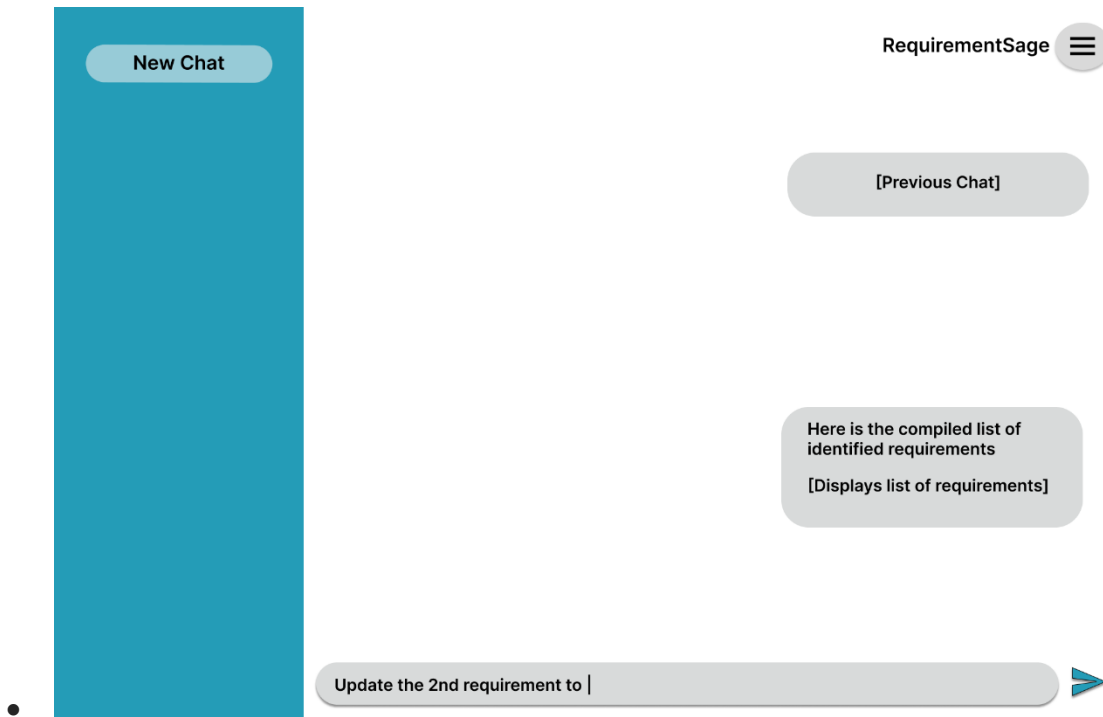 New Chat
RequirementSage
[Previous Chat]
Here is the compiled list of
identified requirements
[Displays list of requirements]
Update the 2nd requirement to |